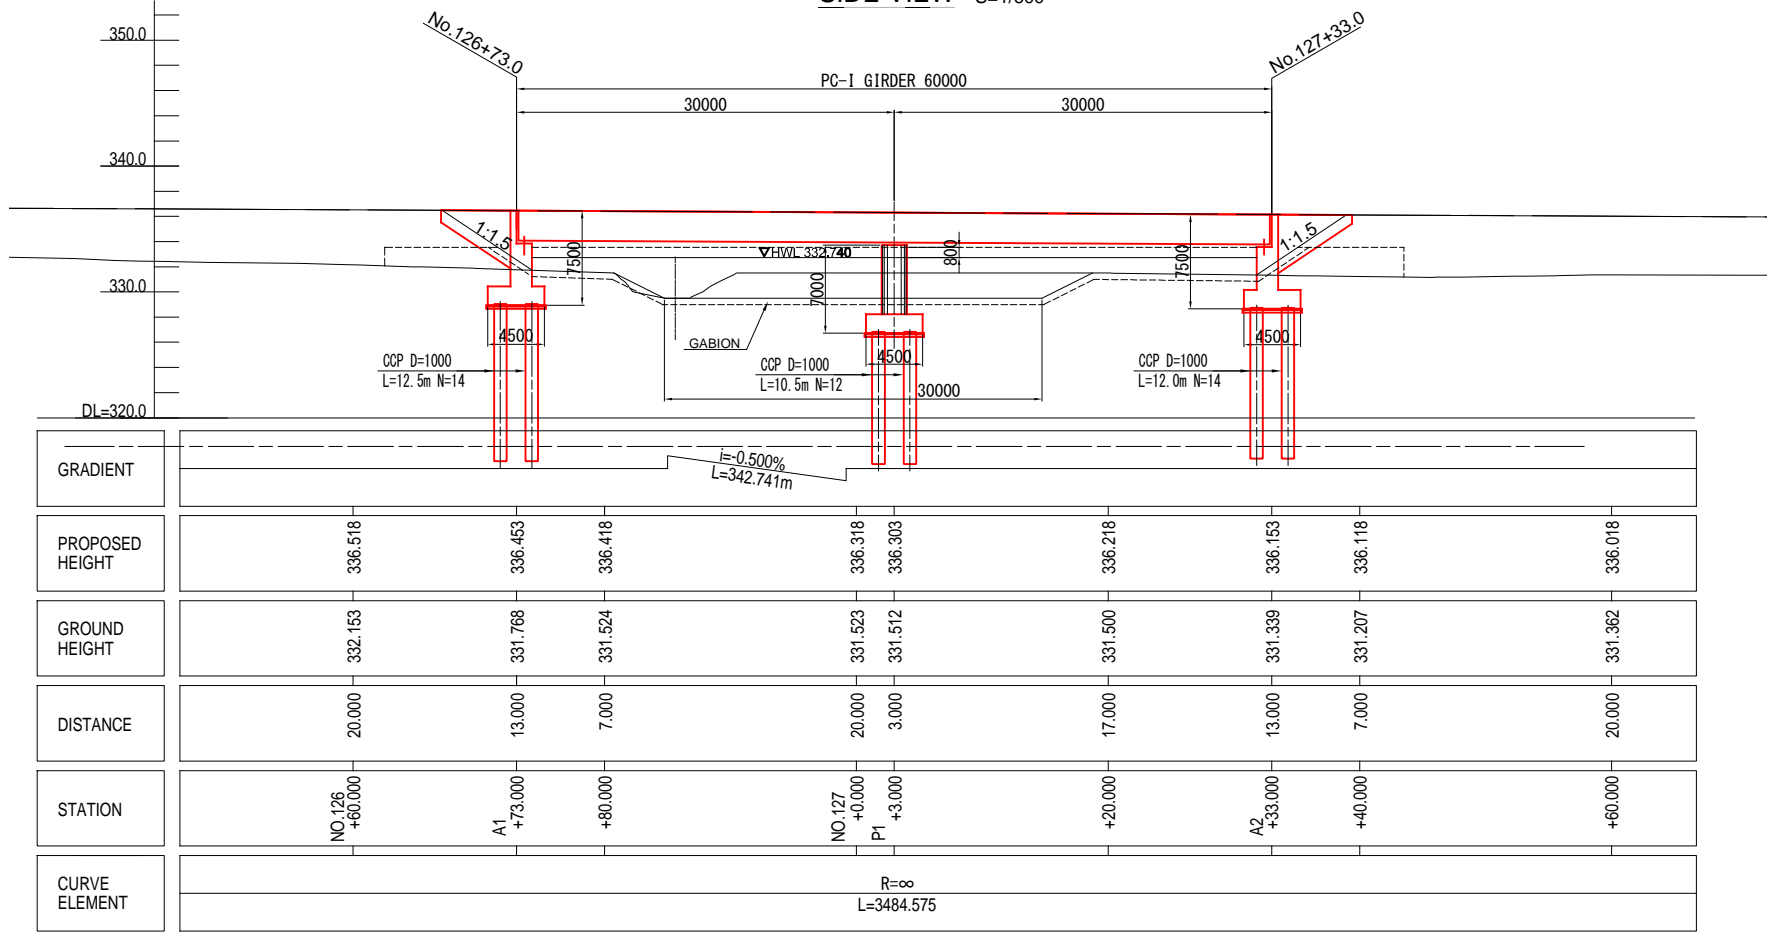 SIDE VIEW S=1/300
No.126+73.0
No.127+33.0
350.0
PC-I GIRDER 60000
30000
30000
340.0
1:1.5
1:1.5
7500
▽HWL 332.740
800
7500
7000
330.0
GABION
4500
4500
4500
CCP D=1000
L=12.5m N=14
CCP D=1000
L=10.5m N=12
CCP D=1000
L=12.0m N=14
30000
DL=320.0
GRADIENT
i=-0.500%
L=342.741m
PROPOSED
HEIGHT
336.518
336.453
336.418
336.318
336.303
336.218
336.153
336.118
336.018
GROUND
HEIGHT
332.153
331.768
331.524
331.523
331.512
331.500
331.339
331.207
331.362
DISTANCE
20.000
13.000
7.000
20.000
3.000
17.000
13.000
7.000
20.000
STATION
NO.126
+60.000
A1
+73.000
+80.000
NO.127
+0.000
P1
+3.000
+20.000
A2
+33.000
+40.000
+60.000
CURVE
ELEMENT
R=∞
L=3484.575